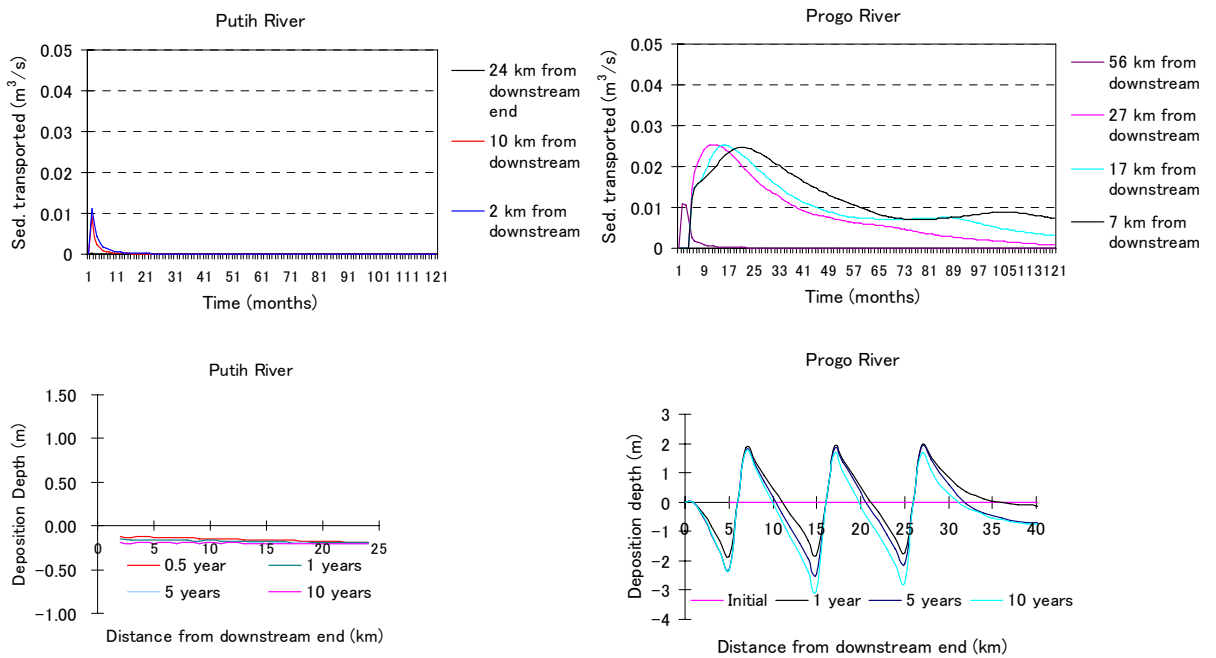 Putih River
0.05
0.04
0.03
0.02
0.01
0
Sed. transported (m³/s)
1 11 21 31 41 51 61 71 81 91 101 111 121
Time (months)
24 km from
downstream
end
10 km from
downstream
2 km from
downstream
Progo River
0.05
0.04
0.03
0.02
0.01
0
Sed. transported (m³/s)
1 9 17 25 33 41 49 57 65 73 81 89 97 105113121
Time (months)
56 km from
downstream
27 km from
downstream
17 km from
downstream
7 km from
downstream
Putih River
1.50
1.00
0.50
0.00
-0.50
-1.00
Deposition Depth (m)
0 5 10 15 20 25
0.5 year
1 years
5 years
10 years
Distance from downstream end (km)
Progo River
3
2
1
0
-1
-2
-3
-4
Deposition depth (m)
0 5 10 15 20 25 30 35 40
Initial
1 year
5 years
10 years
Distance from downstream end (km)